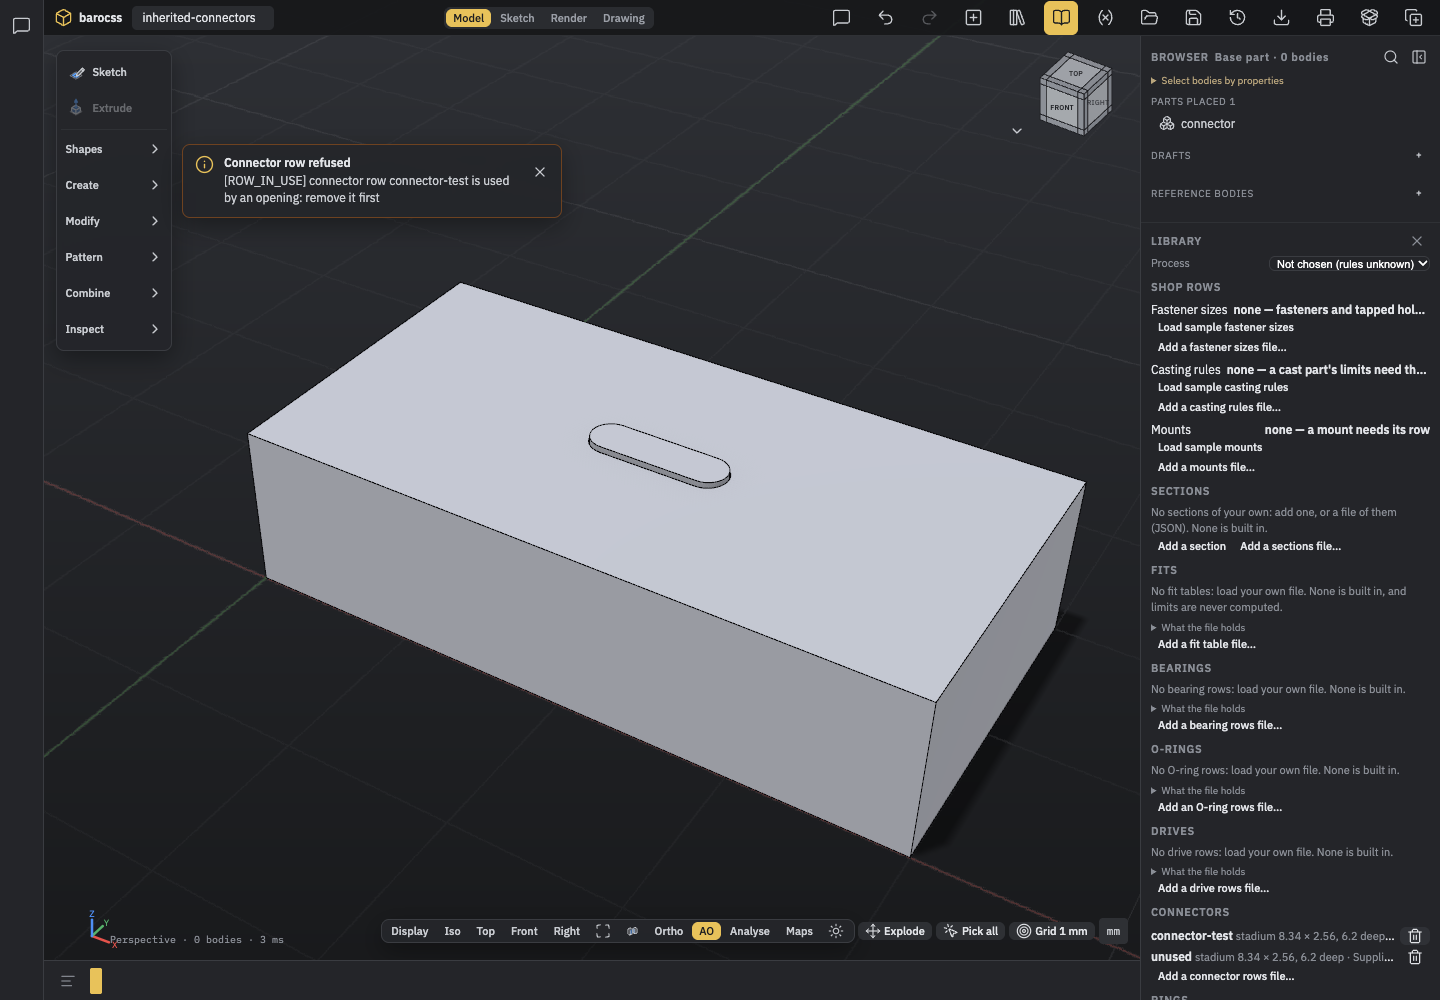 barocss
inherited-connectors
Model
Sketch
Render
Drawing
Sketch
Extrude
Shapes
Create
Modify
Pattern
Combine
Inspect
Connector row refused
[ROW_IN_USE] connector row connector-test is used
by an opening: remove it first
TOP
FRONT
RIGHT
BROWSER Base part · 0 bodies
Select bodies by properties
PARTS PLACED 1
connector
DRAFTS
REFERENCE BODIES
LIBRARY
Process Not chosen (rules unknown)
SHOP ROWS
Fastener sizes none — fasteners and tapped hol...
Load sample fastener sizes
Add a fastener sizes file...
Casting rules none — a cast part's limits need th...
Load sample casting rules
Add a casting rules file...
Mounts none — a mount needs its row
Load sample mounts
Add a mounts file...
SECTIONS
No sections of your own: add one, or a file of them
(JSON). None is built in.
Add a section Add a sections file...
FITS
No fit tables: load your own file. None is built in, and
limits are never computed.
What the file holds
Add a fit table file...
BEARINGS
No bearing rows: load your own file. None is built in.
What the file holds
Add a bearing rows file...
O-RINGS
No O-ring rows: load your own file. None is built in.
What the file holds
Add an O-ring rows file...
DRIVES
No drive rows: load your own file. None is built in.
What the file holds
Add a drive rows file...
CONNECTORS
connector-test stadium 8.34 × 2.56, 6.2 deep...
unused stadium 8.34 × 2.56, 6.2 deep · Suppli...
Add a connector rows file...
Z
Y
X
Perspective · 0 bodies · 3 ms
Display
Iso
Top
Front
Right
Ortho
AO
Analyse
Maps
Explode
Pick all
Grid 1 mm
mm